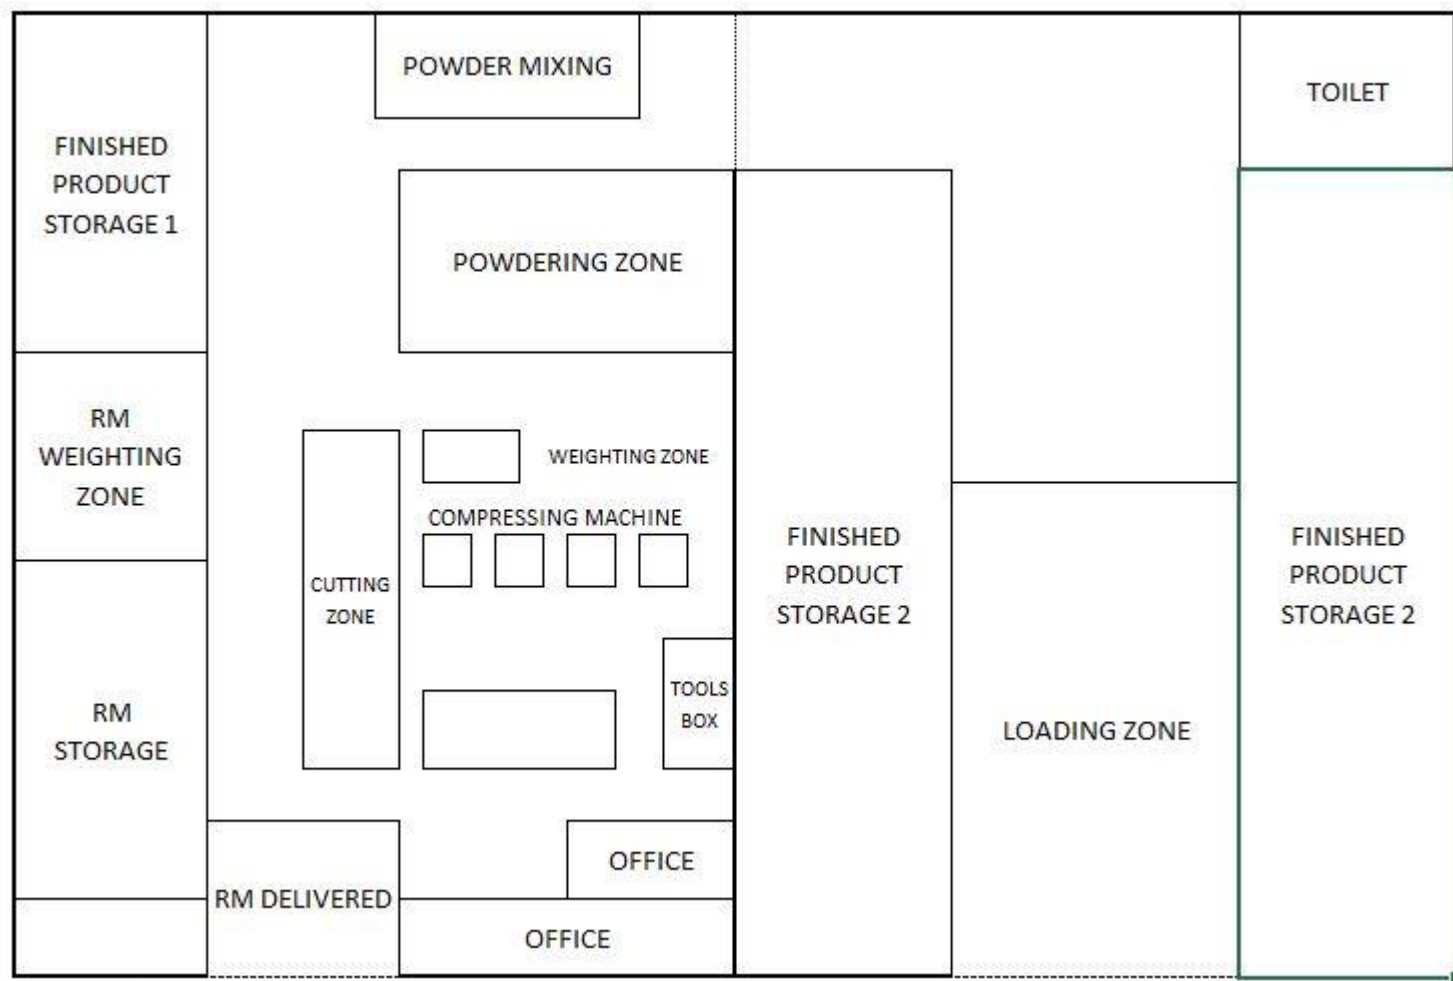 POWDER MIXING
TOILET
FINISHED
PRODUCT
STORAGE 1
POWDERING ZONE
RM
WEIGHTING
ZONE
WEIGHTING ZONE
COMPRESSING MACHINE
CUTTING
ZONE
FINISHED
PRODUCT
STORAGE 2
FINISHED
PRODUCT
STORAGE 2
RM
STORAGE
TOOLS
BOX
LOADING ZONE
OFFICE
RM DELIVERED
OFFICE